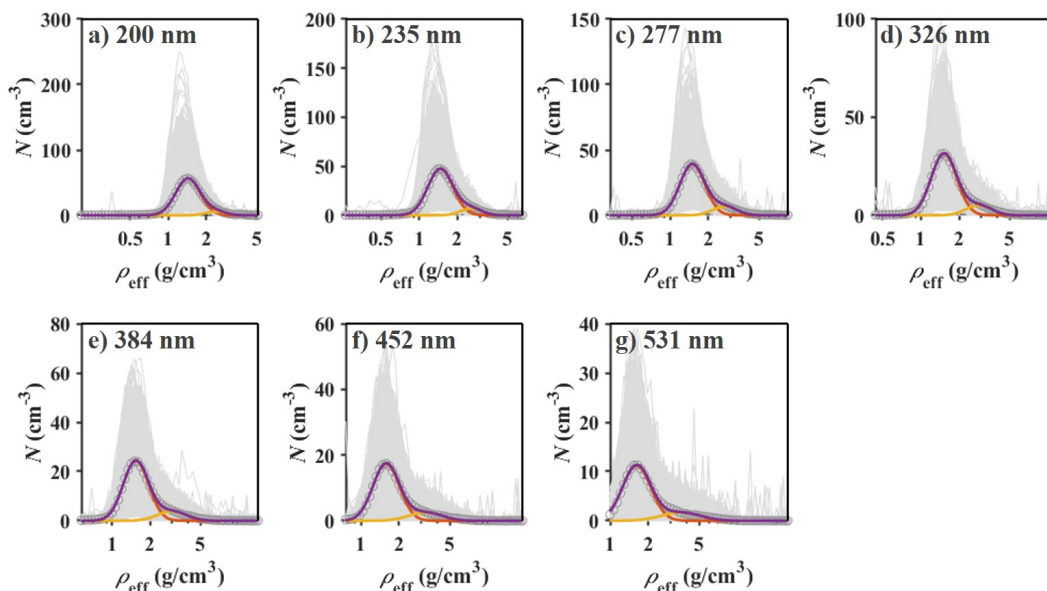 a) 200 nm
300
200
100
0
N (cm-3)
0.5 1 2 5
ρeff (g/cm3)
b) 235 nm
200
150
100
50
0
N (cm-3)
0.5 1 2 5
ρeff (g/cm3)
c) 277 nm
150
100
50
0
N (cm-3)
0.5 1 2 5
ρeff (g/cm3)
d) 326 nm
100
50
0
N (cm-3)
0.5 1 2 5
ρeff (g/cm3)
e) 384 nm
80
60
40
20
0
N (cm-3)
1 2 5
ρeff (g/cm3)
f) 452 nm
60
40
20
0
N (cm-3)
1 2 5
ρeff (g/cm3)
g) 531 nm
40
30
20
10
0
N (cm-3)
1 2 5
ρeff (g/cm3)